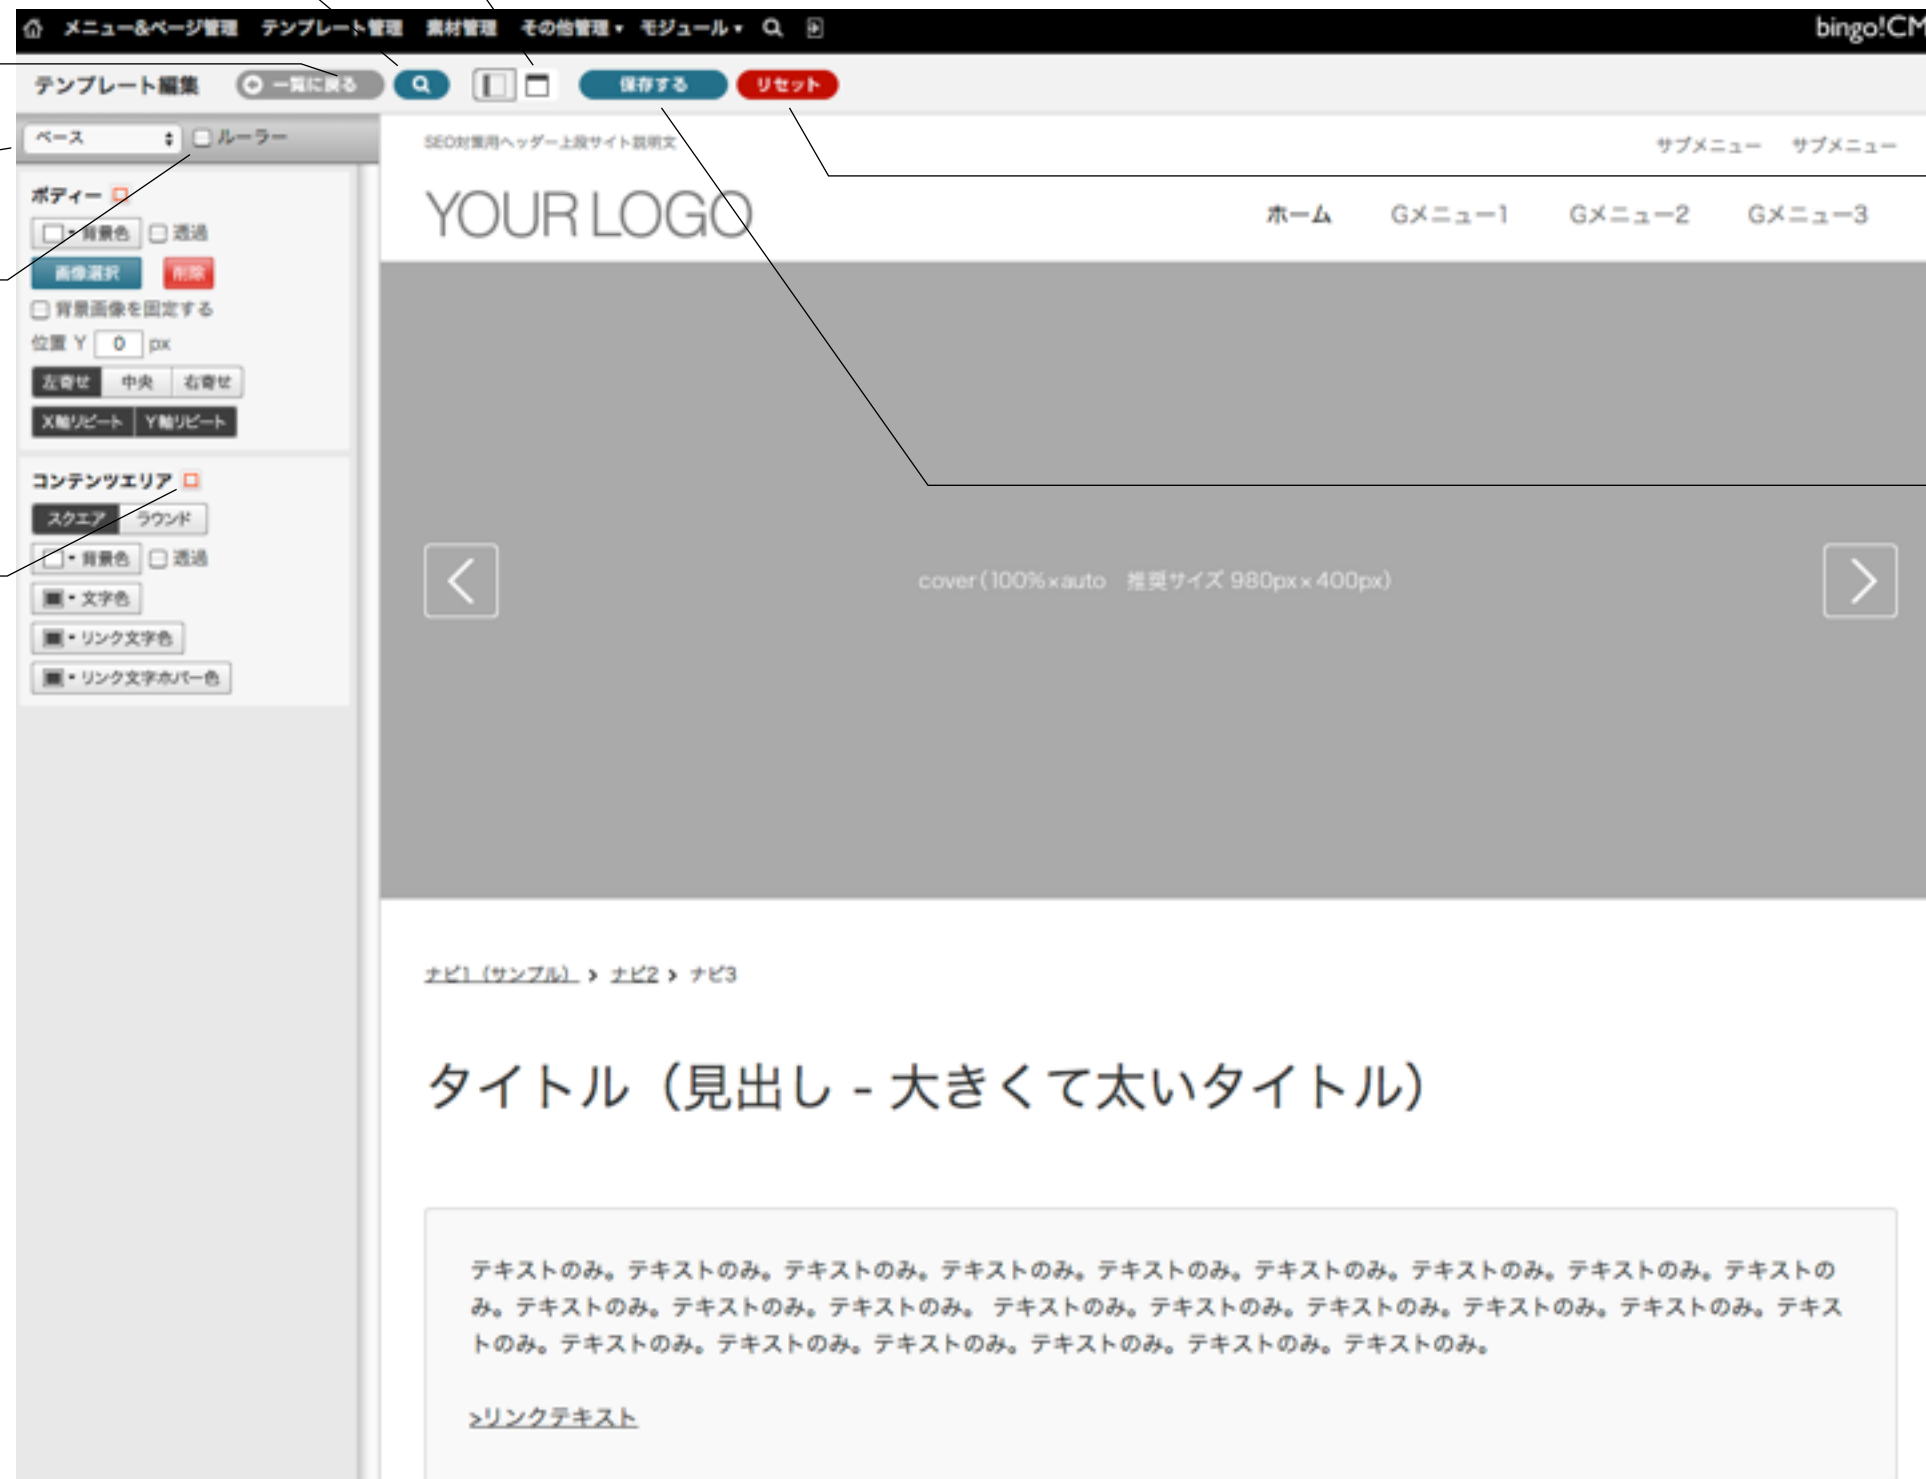 メニュー&ページ管理 テンプレート管理 素材管理 その他管理 モジュール bingo!CM
テンプレート編集 一覧に戻る 保存する リセット
ベース ルーラー
SEO対策用ヘッダー上段サイト説明文 サブメニュー サブメニュー
YOUR LOGO ホーム Gメニュー1 Gメニュー2 Gメニュー3
ボディー
背景色 透過
画像選択 削除
背景画像を固定する
位置 Y 0 px
左寄せ 中央 右寄せ
X軸リピート Y軸リピート
コンテンツエリア
スクエア ラウンド
背景色 透過
文字色
リンク文字色
リンク文字ホバー色
cover(100%×auto 推奨サイズ 980px×400px)
ナビ1（サンプル） > ナビ2 > ナビ3
タイトル（見出し - 大きくて太いタイトル）
テキストのみ。テキストのみ。テキストのみ。テキストのみ。テキストのみ。テキストのみ。テキストのみ。テキストのみ。テキストの
み。テキストのみ。テキストのみ。テキストのみ。 テキストのみ。テキストのみ。テキストのみ。テキストのみ。テキストのみ。テキス
トのみ。テキストのみ。テキストのみ。テキストのみ。テキストのみ。テキストのみ。テキストのみ。
>リンクテキスト